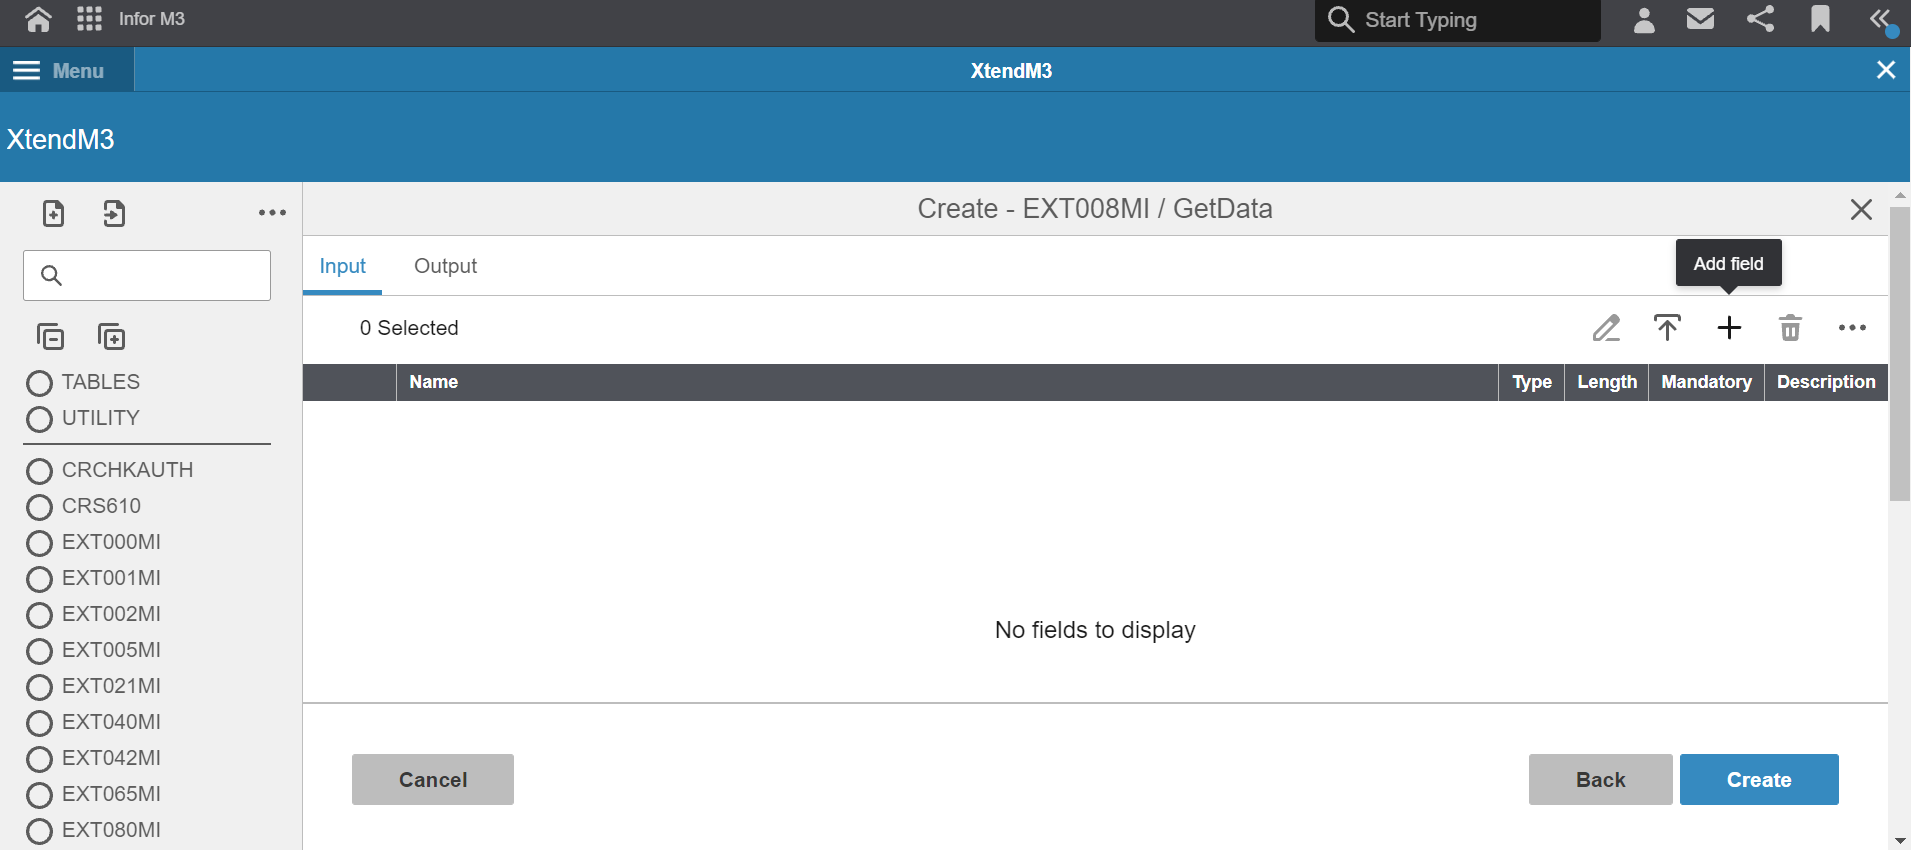 Infor M3
Start Typing
Menu
XtendM3
XtendM3
Create - EXT008MI / GetData
Input
Output
Add field
0 Selected
Name
Type
Length
Mandatory
Description
TABLES
UTILITY
CRCHKAUTH
CRS610
EXT000MI
EXT001MI
EXT002MI
EXT005MI
EXT021MI
EXT040MI
EXT042MI
EXT065MI
EXT080MI
No fields to display
Cancel
Back
Create